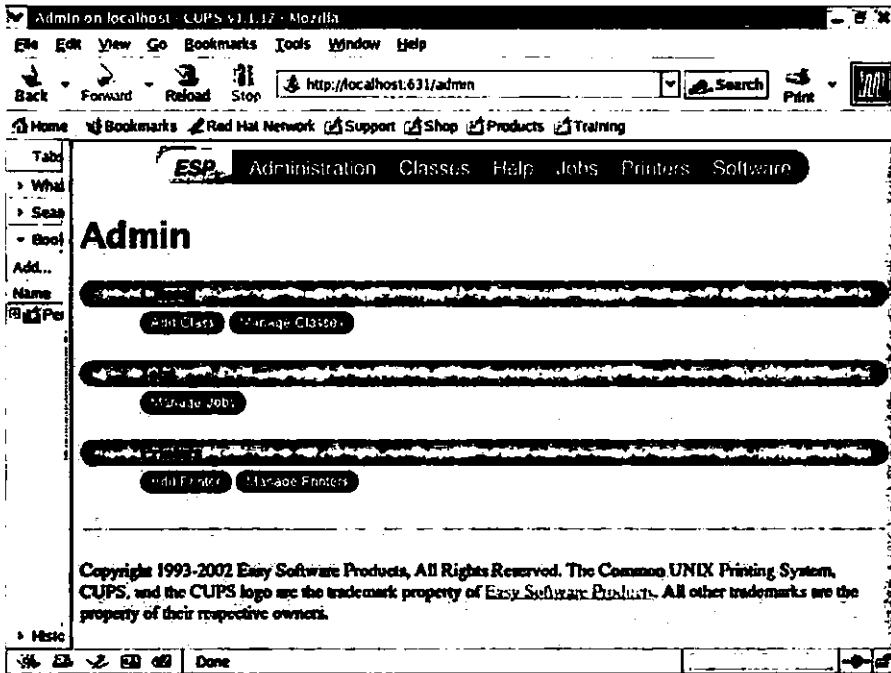 Admin on localhost - CUPS v1.1.17 - Mozilla
File Edit View Go Bookmarks Tools Window Help
Back Forward Reload Stop http://localhost:631/admin Search Print
Home Bookmarks Red Hat Network Support Shop Products Training
Tabs
ESP Administration Classes Help Jobs Printers Software
What
Sear
Book
Admin
Add...
Name
Per
Add Class Manage Classes
Manage Jobs
Add Printer Manage Printers
Copyright 1993-2002 Easy Software Products, All Rights Reserved. The Common UNIX Printing System,
CUPS, and the CUPS logo are the trademark property of Easy Software Products. All other trademarks are the
property of their respective owners.
Histo
Done